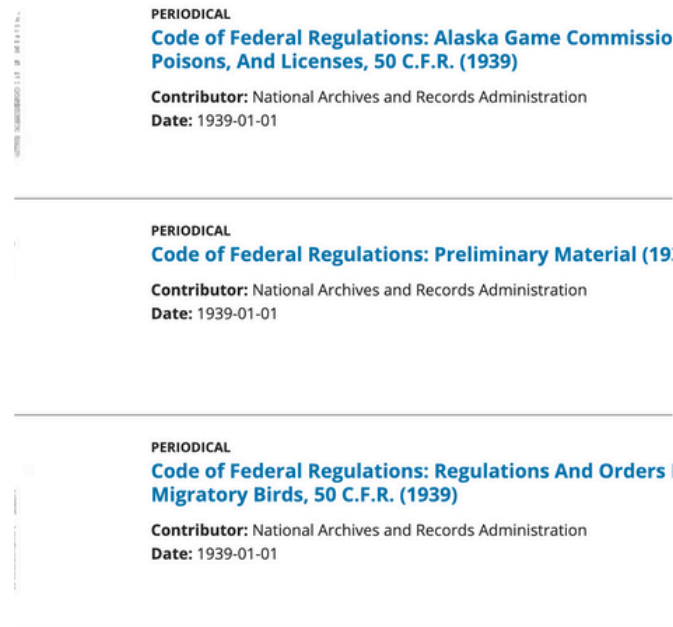 PERIODICAL
Code of Federal Regulations: Alaska Game Commissio
Poisons, And Licenses, 50 C.F.R. (1939)
Contributor: National Archives and Records Administration
Date: 1939-01-01
PERIODICAL
Code of Federal Regulations: Preliminary Material (19
Contributor: National Archives and Records Administration
Date: 1939-01-01
PERIODICAL
Code of Federal Regulations: Regulations And Orders
Migratory Birds, 50 C.F.R. (1939)
Contributor: National Archives and Records Administration
Date: 1939-01-01